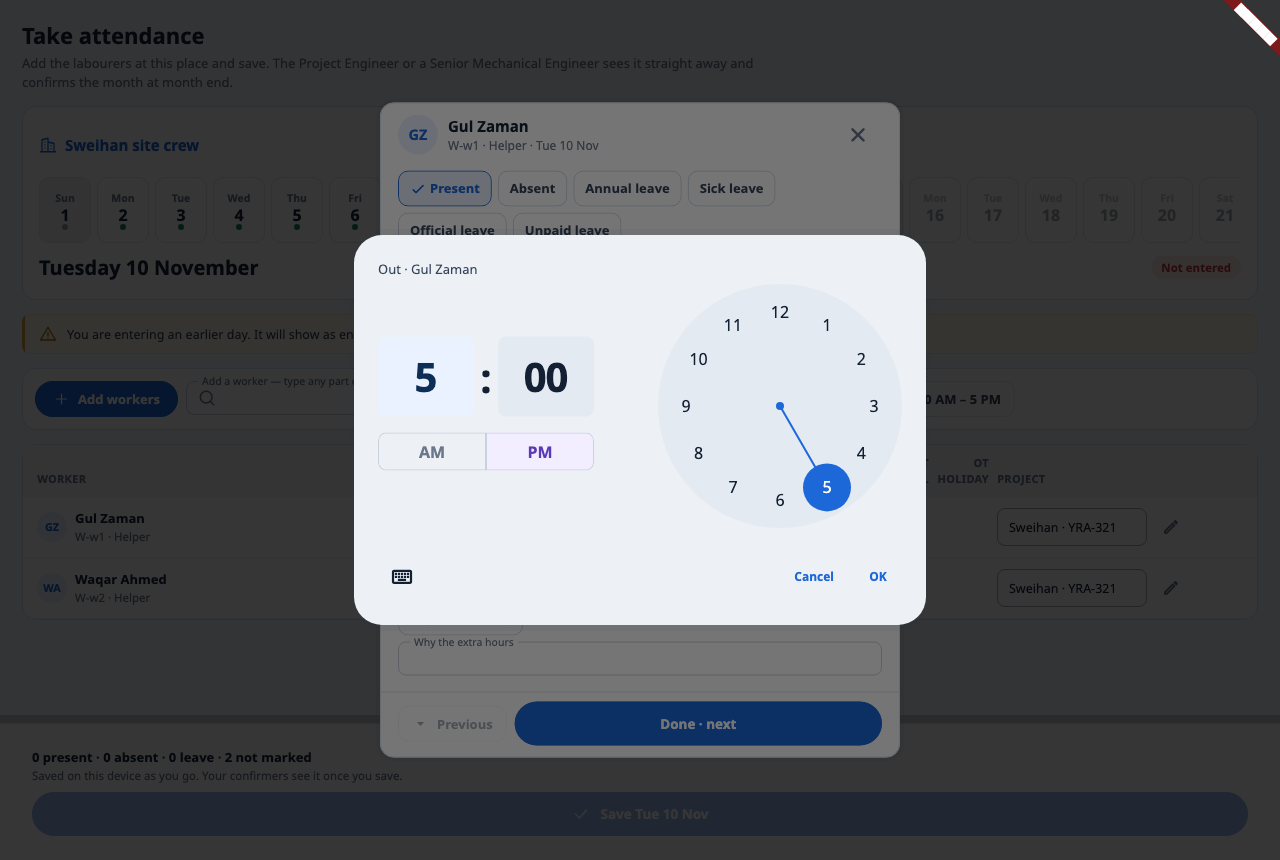 Take attendance
Add the labourers at this place and save. The Project Engineer or a Senior Mechanical Engineer sees it straight away and
confirms the month at month end.
Sweihan site crew
Sun Mon Tue Wed Thu Fri
1 2 3 4 5 6
Mon Tue Wed Thu Fri Sat
16 17 18 19 20 21
Tuesday 10 November
Not entered
You are entering an earlier day. It will show as
Add workers
Add a worker — type any part
AM – 5 PM
WORKER
OT
HOLIDAY
PROJECT
GZ
Gul Zaman
W-w1 · Helper
Sweihan · YRA-321
WA
Waqar Ahmed
W-w2 · Helper
Sweihan · YRA-321
GZ
Gul Zaman
W-w1 · Helper · Tue 10 Nov
Present
Absent
Annual leave
Sick leave
Official leave
Unpaid leave
Out · Gul Zaman
5 : 00
AM PM
12
1
2
3
4
5
6
7
8
9
10
11
Cancel
OK
Why the extra hours
Previous
Done · next
0 present · 0 absent · 0 leave · 2 not marked
Saved on this device as you go. Your confirmers see it once you save.
Save Tue 10 Nov